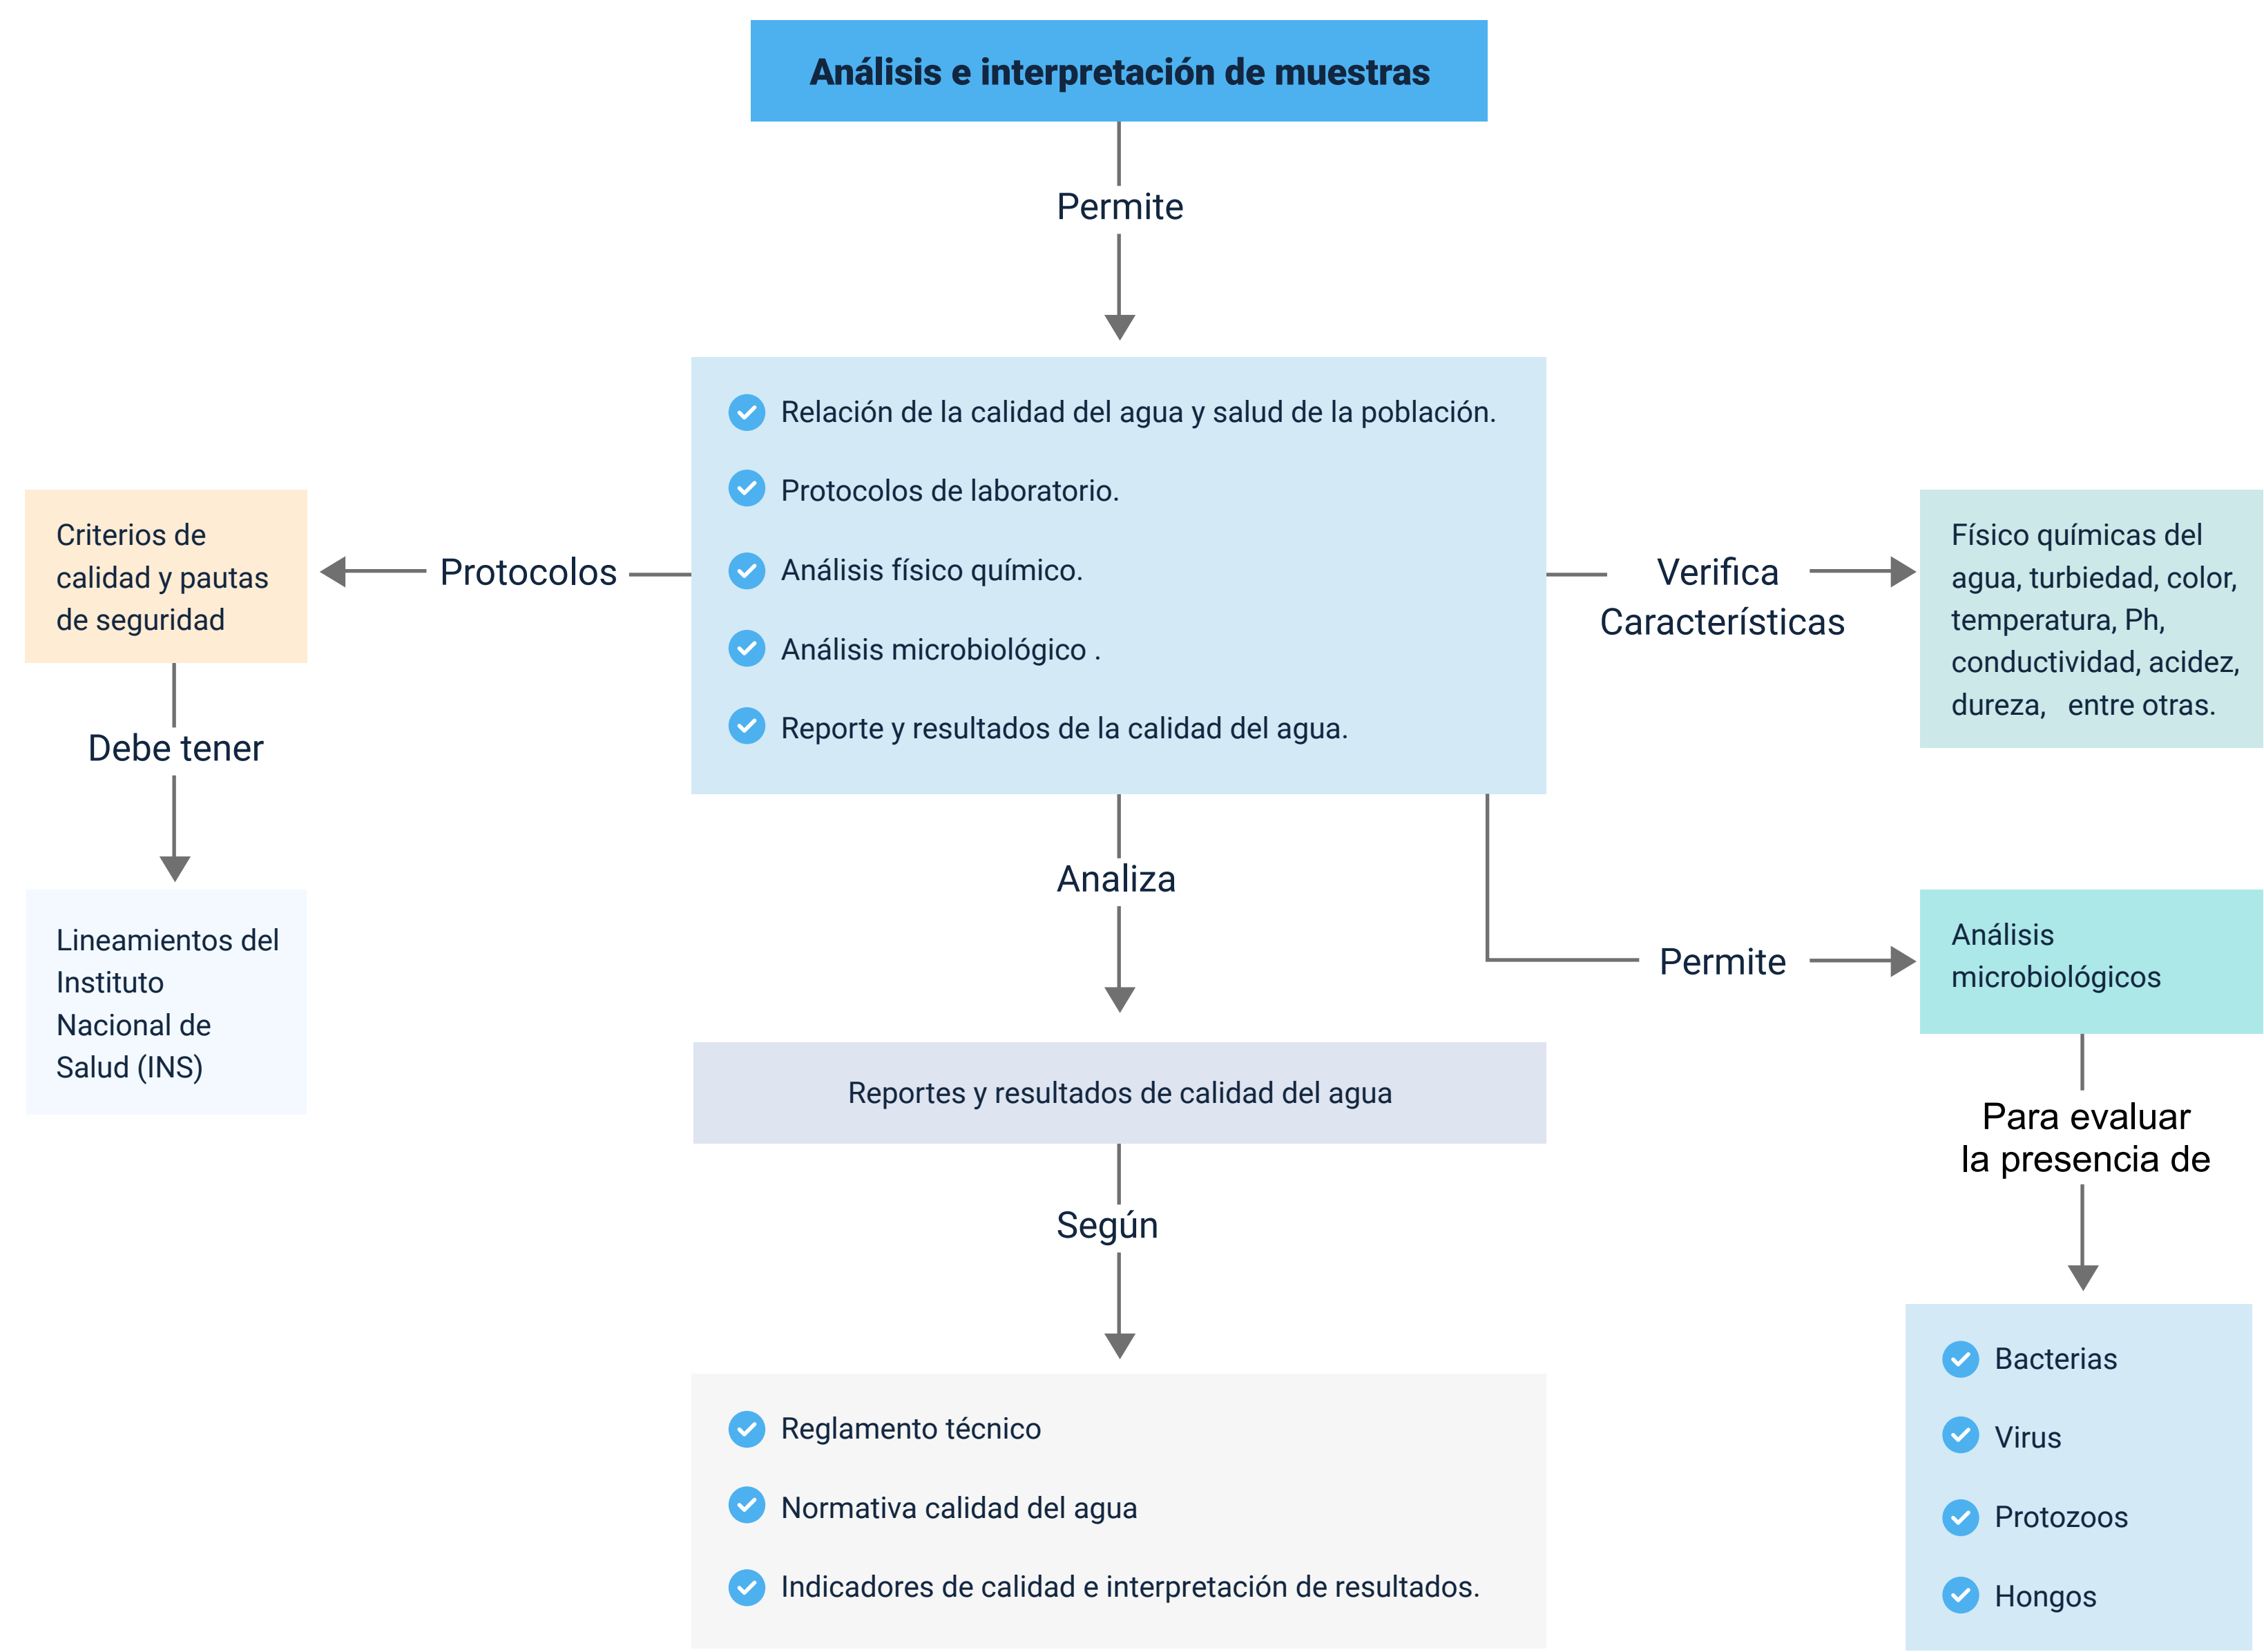 Análisis e interpretación de muestras
Permite
Relación de la calidad del agua y salud de la población.
Protocolos de laboratorio.
Análisis físico químico.
Análisis microbiológico .
Reporte y resultados de la calidad del agua.
Protocolos
Criterios de
calidad y pautas
de seguridad
Debe tener
Lineamientos del
Instituto
Nacional de
Salud (INS)
Verifica
Características
Físico químicas del
agua, turbiedad, color,
temperatura, Ph,
conductividad, acidez,
dureza,   entre otras.
Analiza
Reportes y resultados de calidad del agua
Según
Reglamento técnico
Normativa calidad del agua
Indicadores de calidad e interpretación de resultados.
Permite
Análisis
microbiológicos
Para evaluar
la presencia de
Bacterias
Virus
Protozoos
Hongos